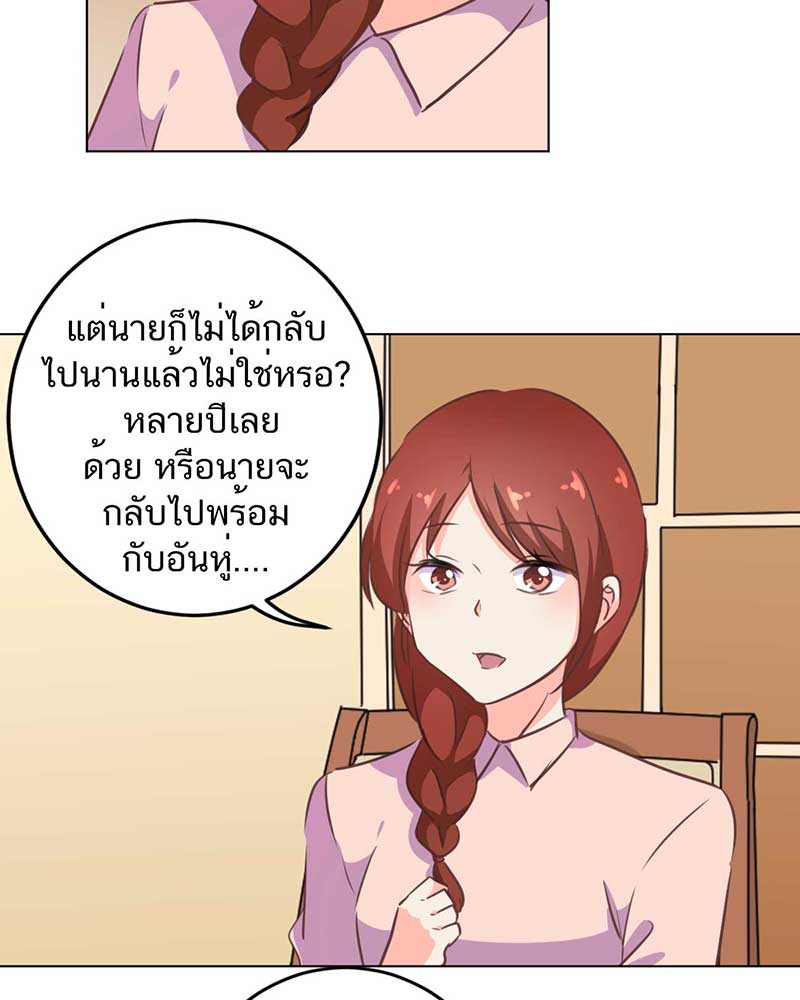 แต่นายก็ไม่ได้กลับ
ไปนานแล้วไม่ใช่หรอ?
หลายปีเลย
ด้วย หรือนายจะ
กลับไปพร้อม
กับอันหู่....